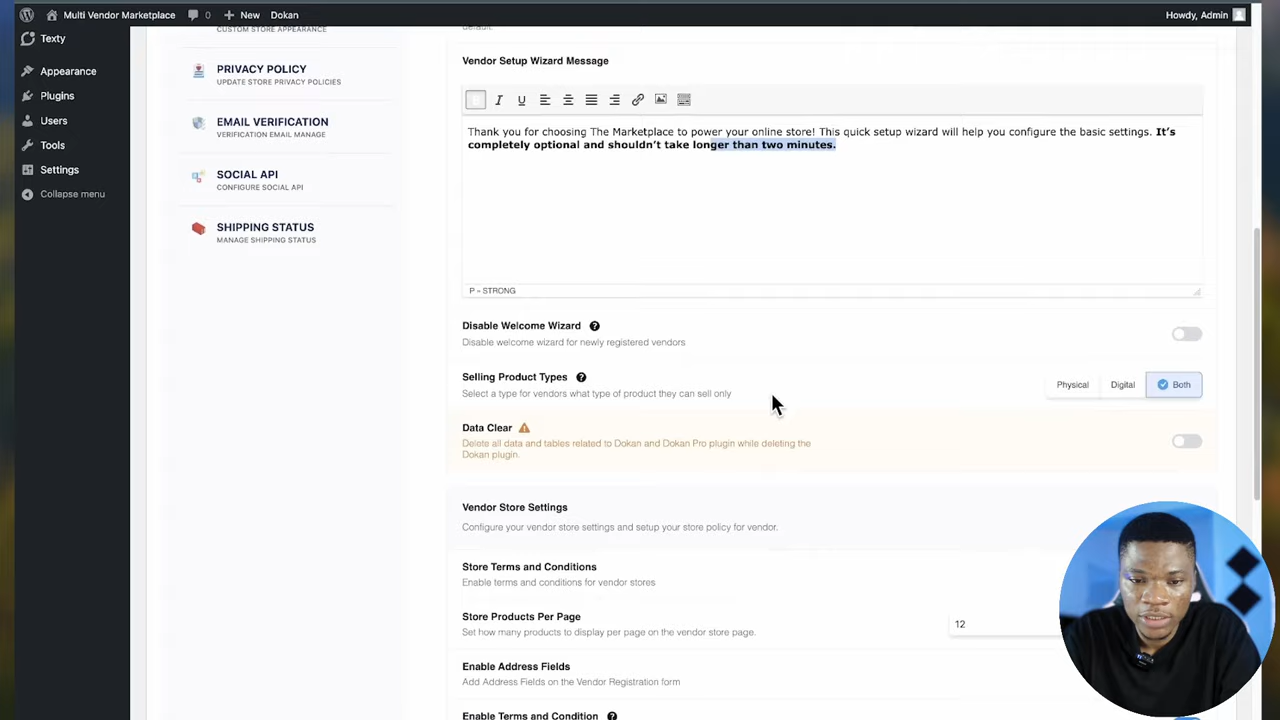 Multi Vendor Marketplace 0 New Dokan Howdy, Admin
Texty
Appearance
Plugins
Users
Tools
Settings
Collapse menu
CUSTOM STORE APPEARANCE
PRIVACY POLICY
UPDATE STORE PRIVACY POLICIES
EMAIL VERIFICATION
VERIFICATION EMAIL MANAGE
SOCIAL API
CONFIGURE SOCIAL API
SHIPPING STATUS
MANAGE SHIPPING STATUS
default.
Vendor Setup Wizard Message
B I U
Thank you for choosing The Marketplace to power your online store! This quick setup wizard will help you configure the basic settings. It's
completely optional and shouldn't take longer than two minutes.
P » STRONG
Disable Welcome Wizard ?
Disable welcome wizard for newly registered vendors
Selling Product Types ?
Select a type for vendors what type of product they can sell only
Physical Digital Both
Data Clear
Delete all data and tables related to Dokan and Dokan Pro plugin while deleting the
Dokan plugin.
Vendor Store Settings
Configure your vendor store settings and setup your store policy for vendor.
Store Terms and Conditions
Enable terms and conditions for vendor stores
Store Products Per Page
Set how many products to display per page on the vendor store page.
12
Enable Address Fields
Add Address Fields on the Vendor Registration form
Enable Terms and Condition ?